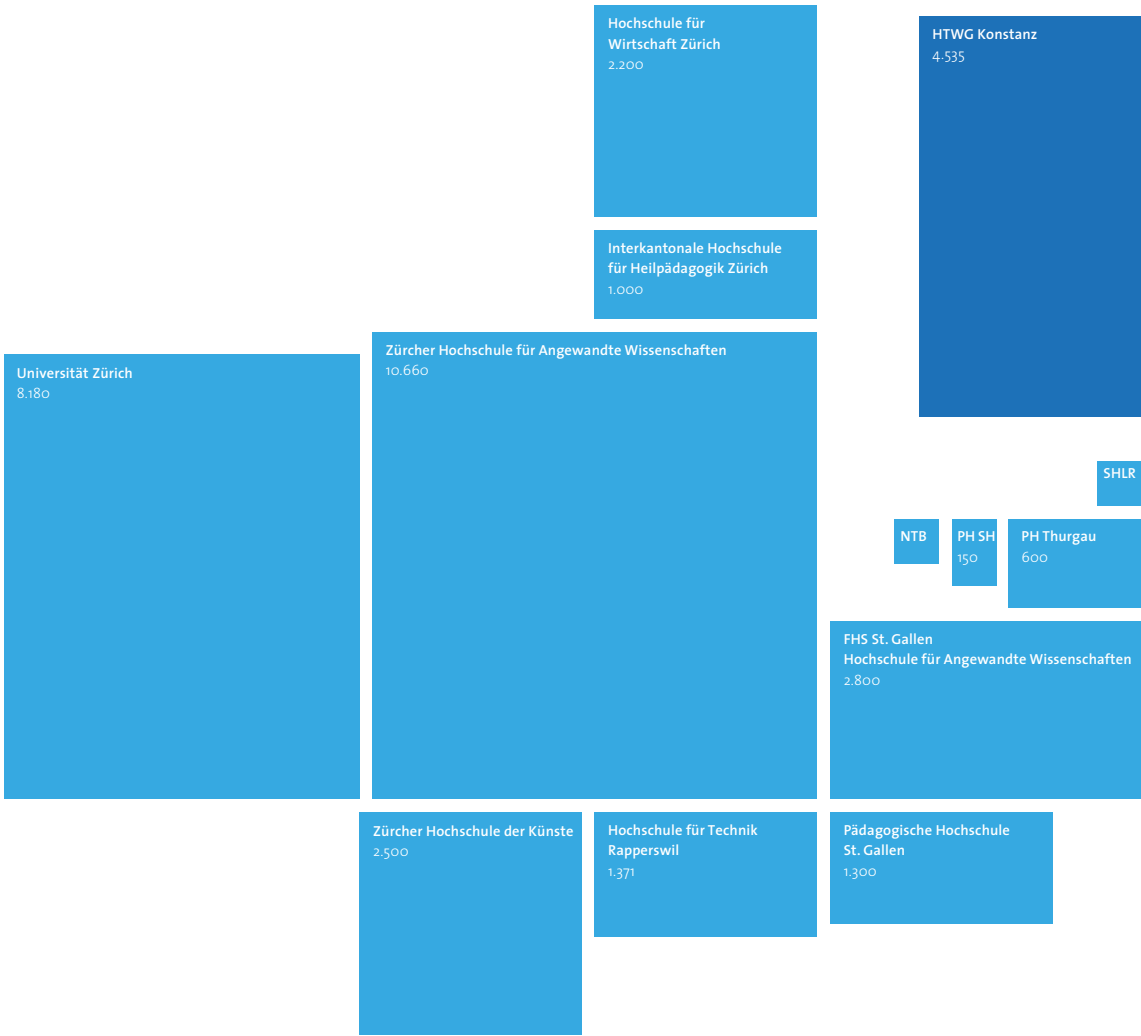 Hochschule für
Wirtschaft Zürich
2.200
HTWG Konstanz
4.535
Interkantonale Hochschule
für Heilpädagogik Zürich
1.000
Zürcher Hochschule für Angewandte Wissenschaften
10.660
Universität Zürich
8.180
SHLR
NTB
PH SH
150
PH Thurgau
600
FHS St. Gallen
Hochschule für Angewandte Wissenschaften
2.800
Zürcher Hochschule der Künste
2.500
Hochschule für Technik
Rapperswil
1.371
Pädagogische Hochschule
St. Gallen
1.300